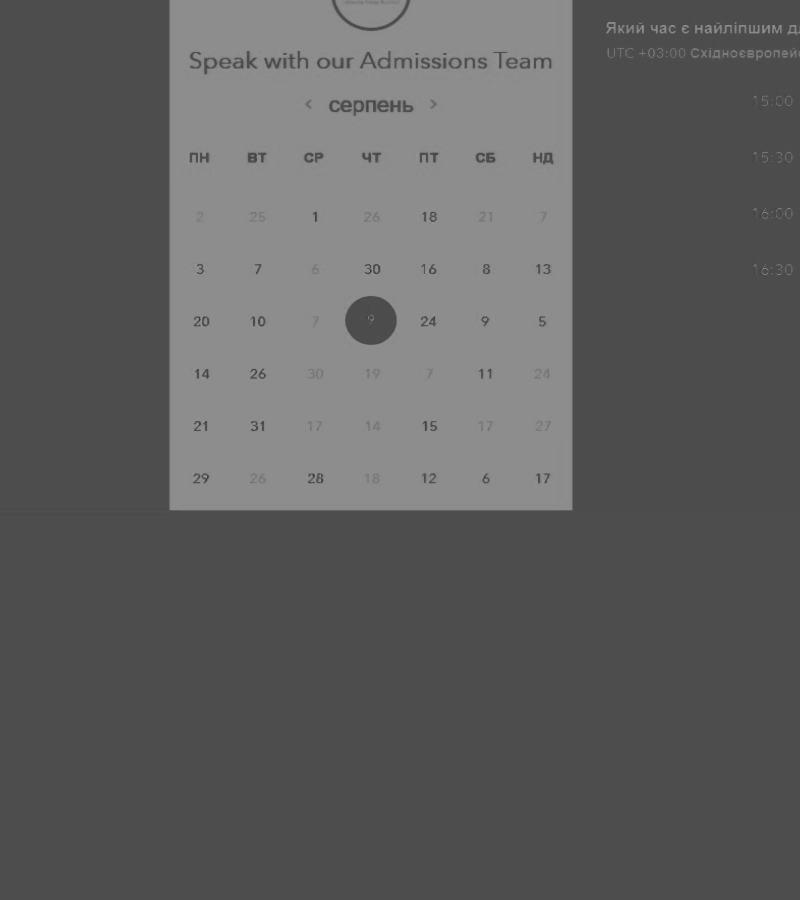 Speak with our Admissions Team
< серпень >
ПН ВТ СР ЧТ ПТ СБ НД
2 25 1 26 18 21 7
3 7 6 30 16 8 13
20 10 7 9 24 9 5
14 26 30 19 7 11 24
21 31 17 14 15 17 27
29 26 28 18 12 6 17
Який час є найліпшим
UTC +03:00
15:00
15:30
16:00
16:30